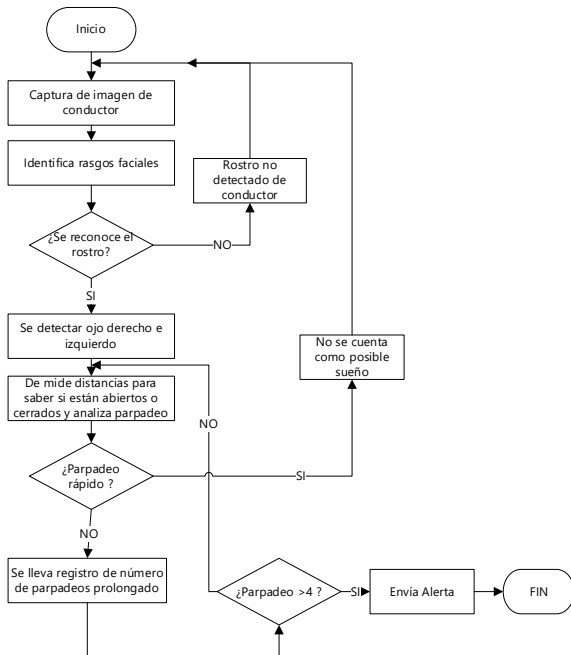 Inicio
Captura de imagen de
conductor
Identifica rasgos faciales
Rostro no
detectado de
conductor
¿Se reconoce el
rostro?
NO
SI
Se detectar ojo derecho e
izquierdo
No se cuenta
como posible
sueño
De mide distancias para
saber si están abiertos o
cerrados y analiza parpadeo
NO
¿Parpadeo
rápido ?
SI
NO
Se lleva registro de número
de parpadeos prolongado
¿Parpadeo >4 ?
SI
Envía Alerta
FIN